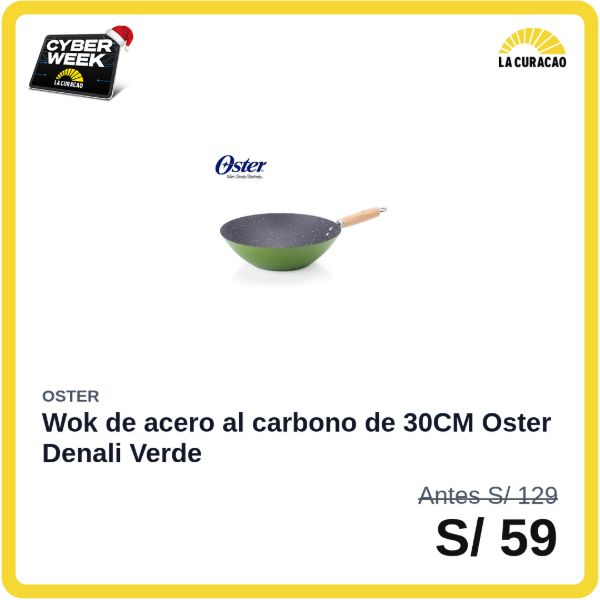 CYBER
WEEK
LA CURACAO
LA CURACAO
Oster
OSTER
Wok de acero al carbono de 30CM Oster
Denali Verde
Antes S/ 129
S/ 59